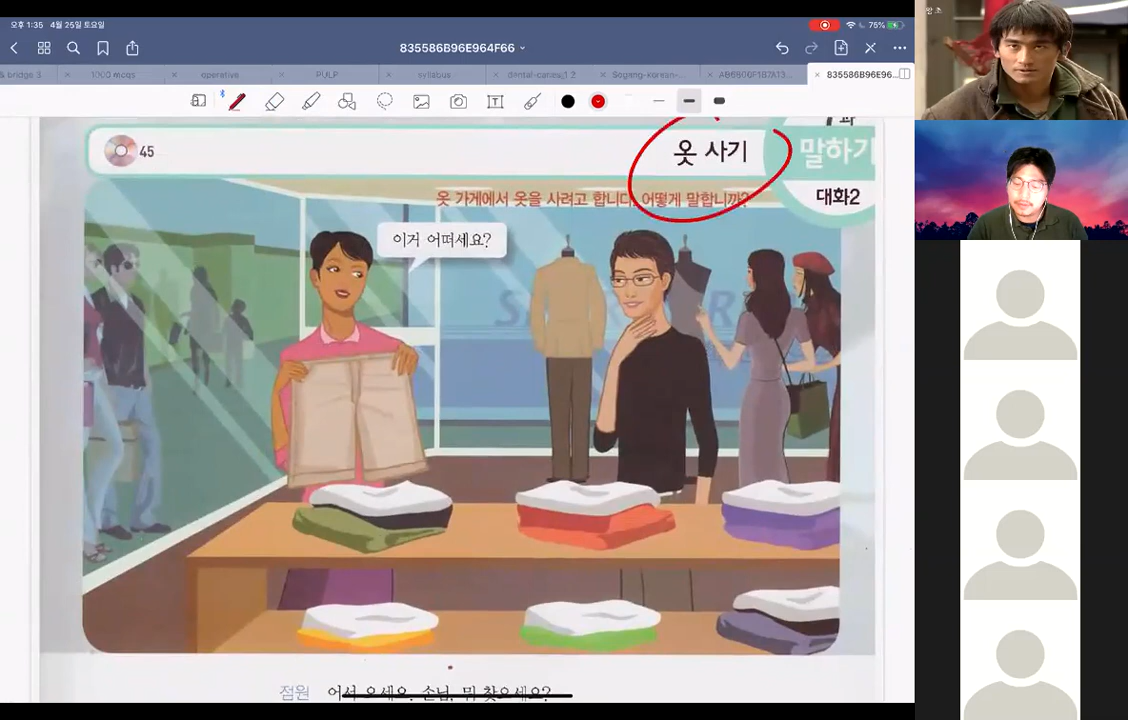 오후 1:35 4월 25일 토요일
75%
835586B96E964F66
& bridge 3
1000 mcqs
operative
PULP
syllabus
dental-caries_1 2
Sogang-korean-...
835586B96E96...
45
옷 사기
말하기
대화2
옷 가게에서 옷을 사려고 합니다. 어떻게 말합니까?
이거 어떠세요?
점원 어서 오세요. 손님, 뭐 찾으세요?